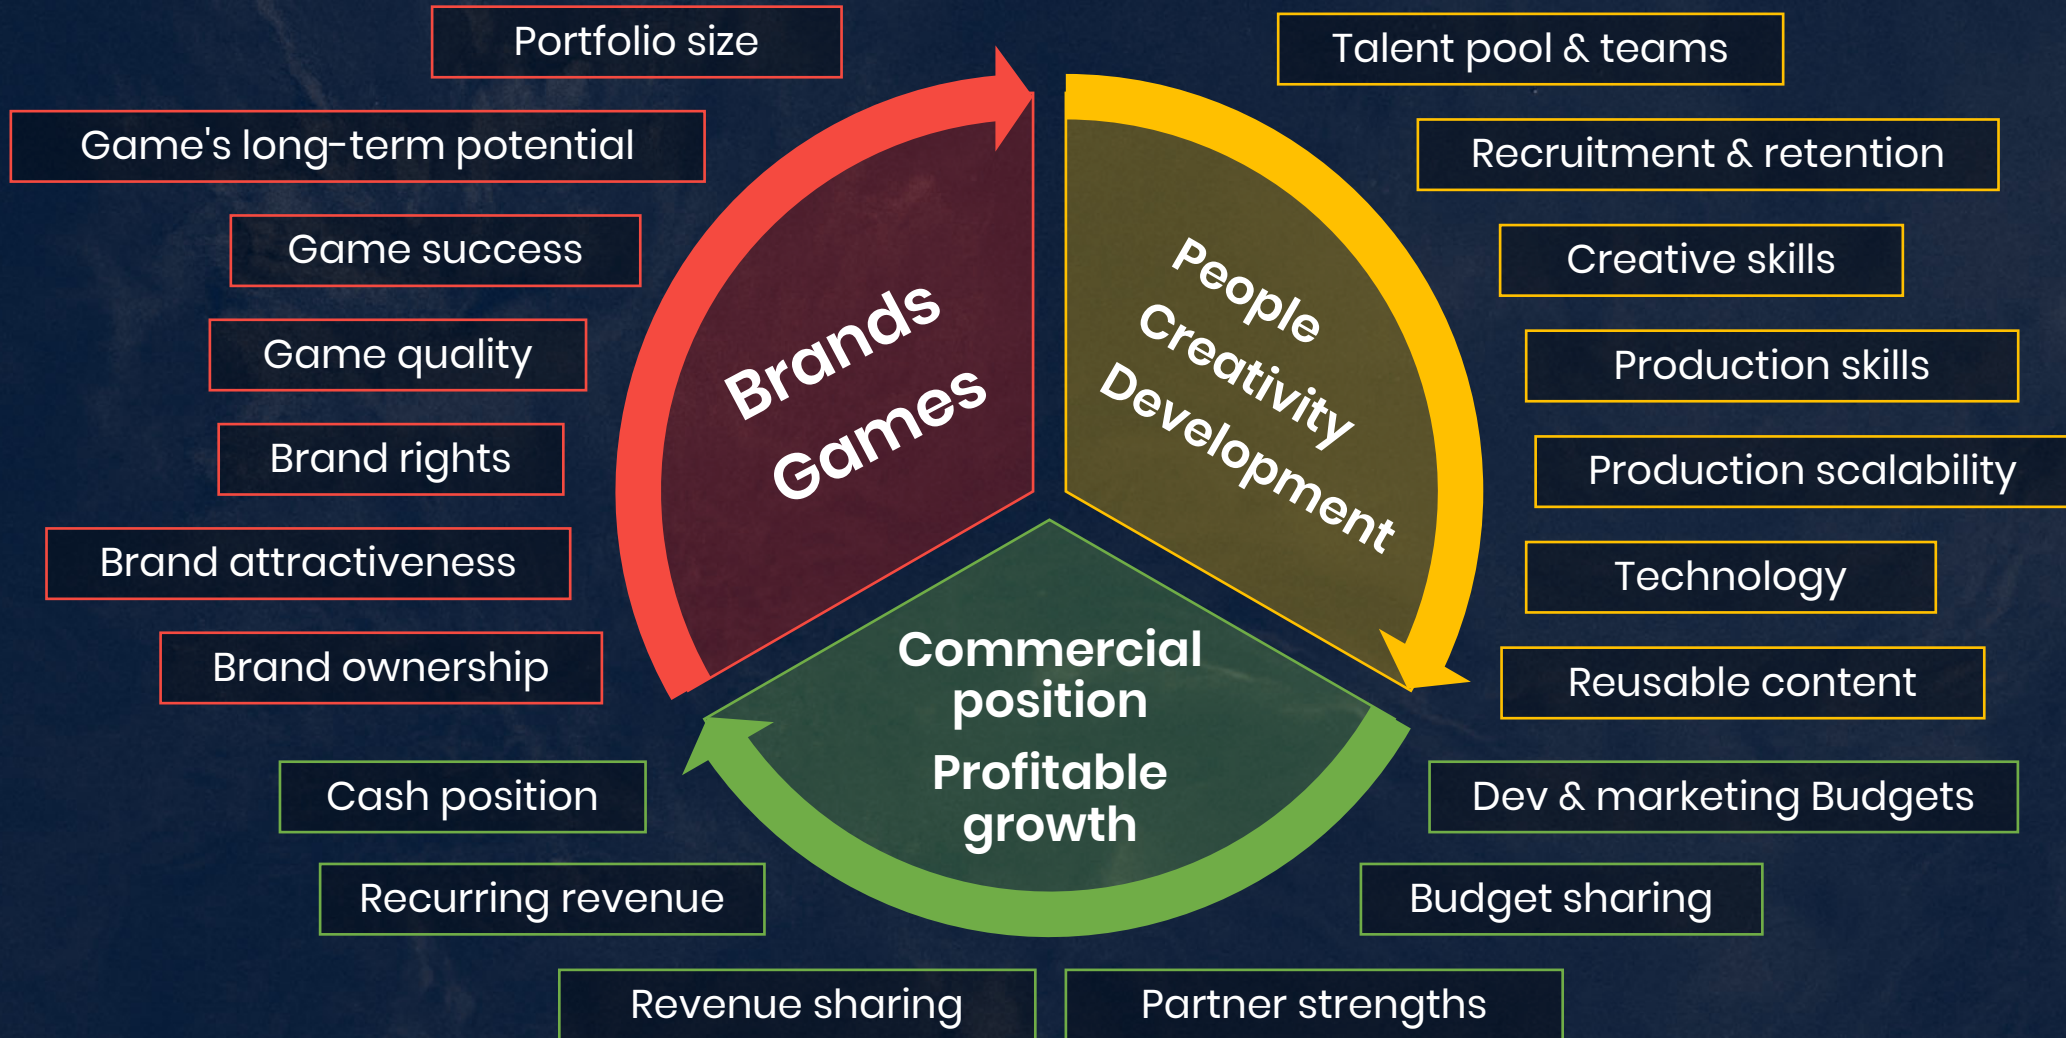 Portfolio size
Game's long-term potential
Game success
Game quality
Brand rights
Brand attractiveness
Brand ownership
Brands
Games
People
Creativity
Development
Talent pool & teams
Recruitment & retention
Creative skills
Production skills
Production scalability
Technology
Reusable content
Commercial
position
Profitable
growth
Cash position
Recurring revenue
Revenue sharing
Dev & marketing Budgets
Budget sharing
Partner strengths